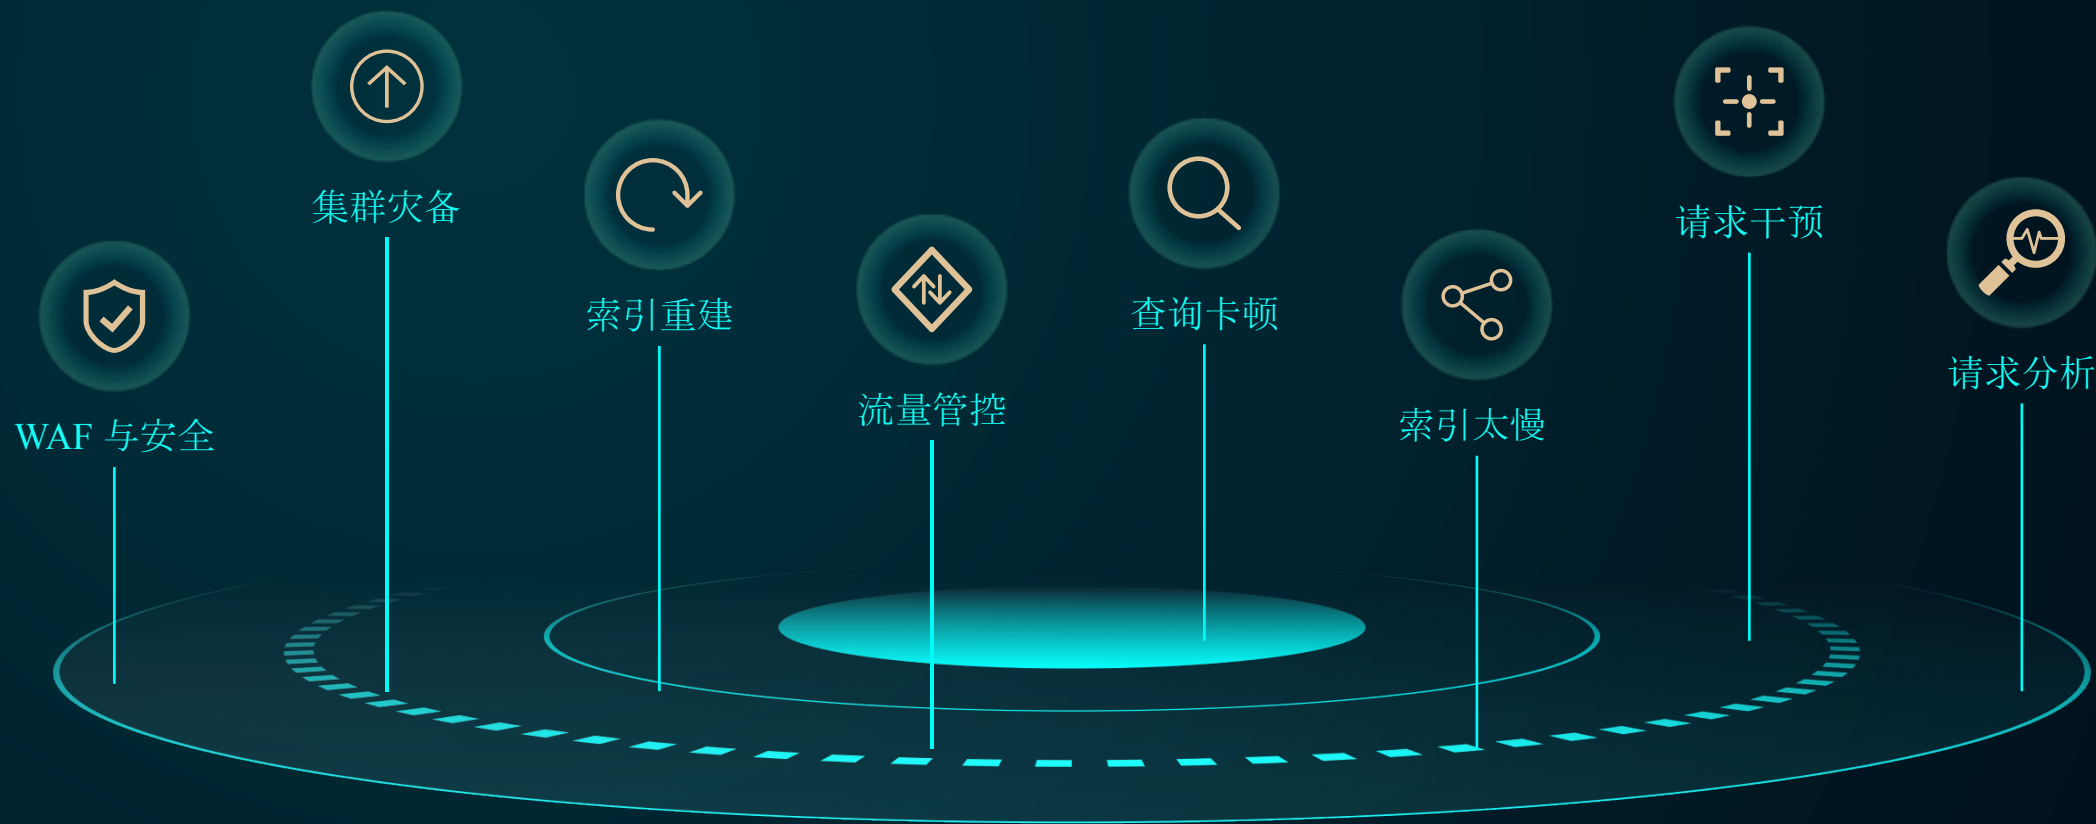 WAF 与安全
集群灾备
索引重建
流量管控
查询卡顿
索引太慢
请求干预
请求分析